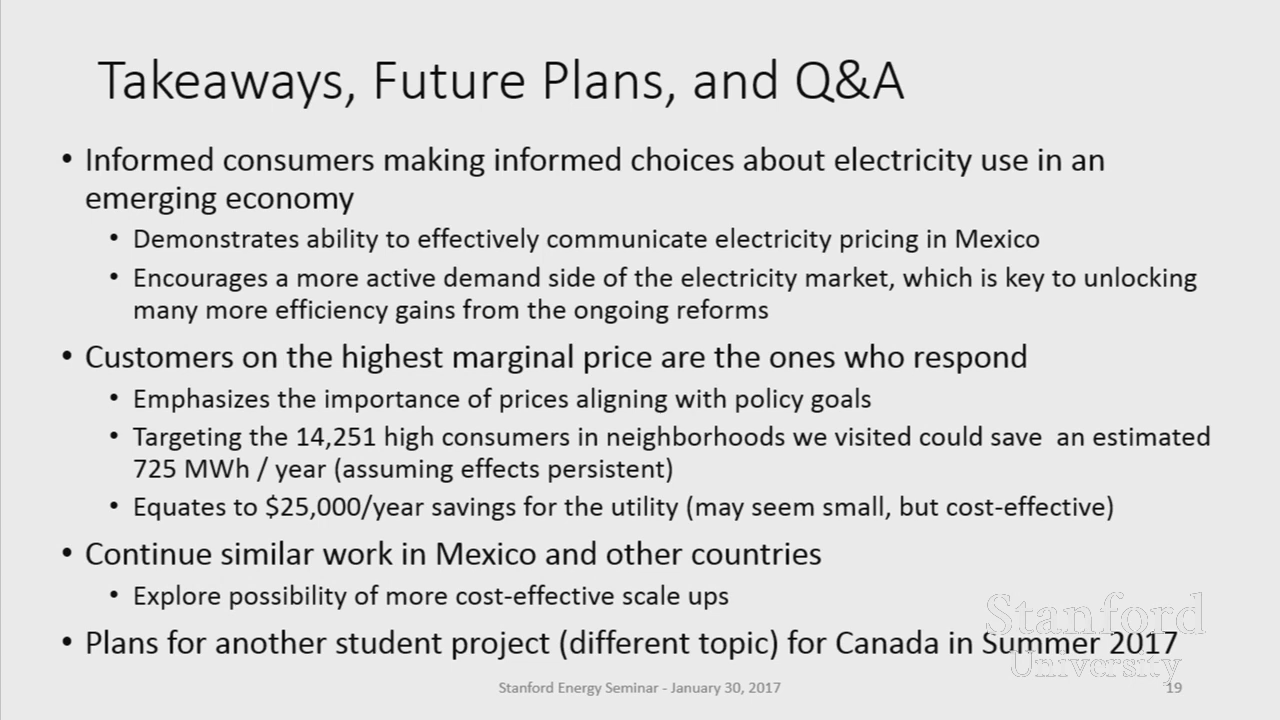 Takeaways, Future Plans, and Q&A
• Informed consumers making informed choices about electricity use in an
emerging economy
• Demonstrates ability to effectively communicate electricity pricing in Mexico
• Encourages a more active demand side of the electricity market, which is key to unlocking
many more efficiency gains from the ongoing reforms
• Customers on the highest marginal price are the ones who respond
• Emphasizes the importance of prices aligning with policy goals
• Targeting the 14,251 high consumers in neighborhoods we visited could save  an estimated
725 MWh / year (assuming effects persistent)
• Equates to $25,000/year savings for the utility (may seem small, but cost-effective)
• Continue similar work in Mexico and other countries
• Explore possibility of more cost-effective scale ups
• Plans for another student project (different topic) for Canada in Summer 2017
Stanford
University
Stanford Energy Seminar - January 30, 2017
19